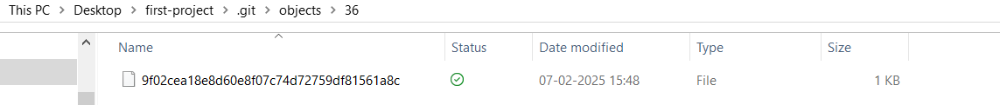 This PC > Desktop > first-project > .git > objects > 36
Name Status Date modified Type Size
9f02cea18e8d60e8f07c74d72759df81561a8c 07-02-2025 15:48 File 1 KB